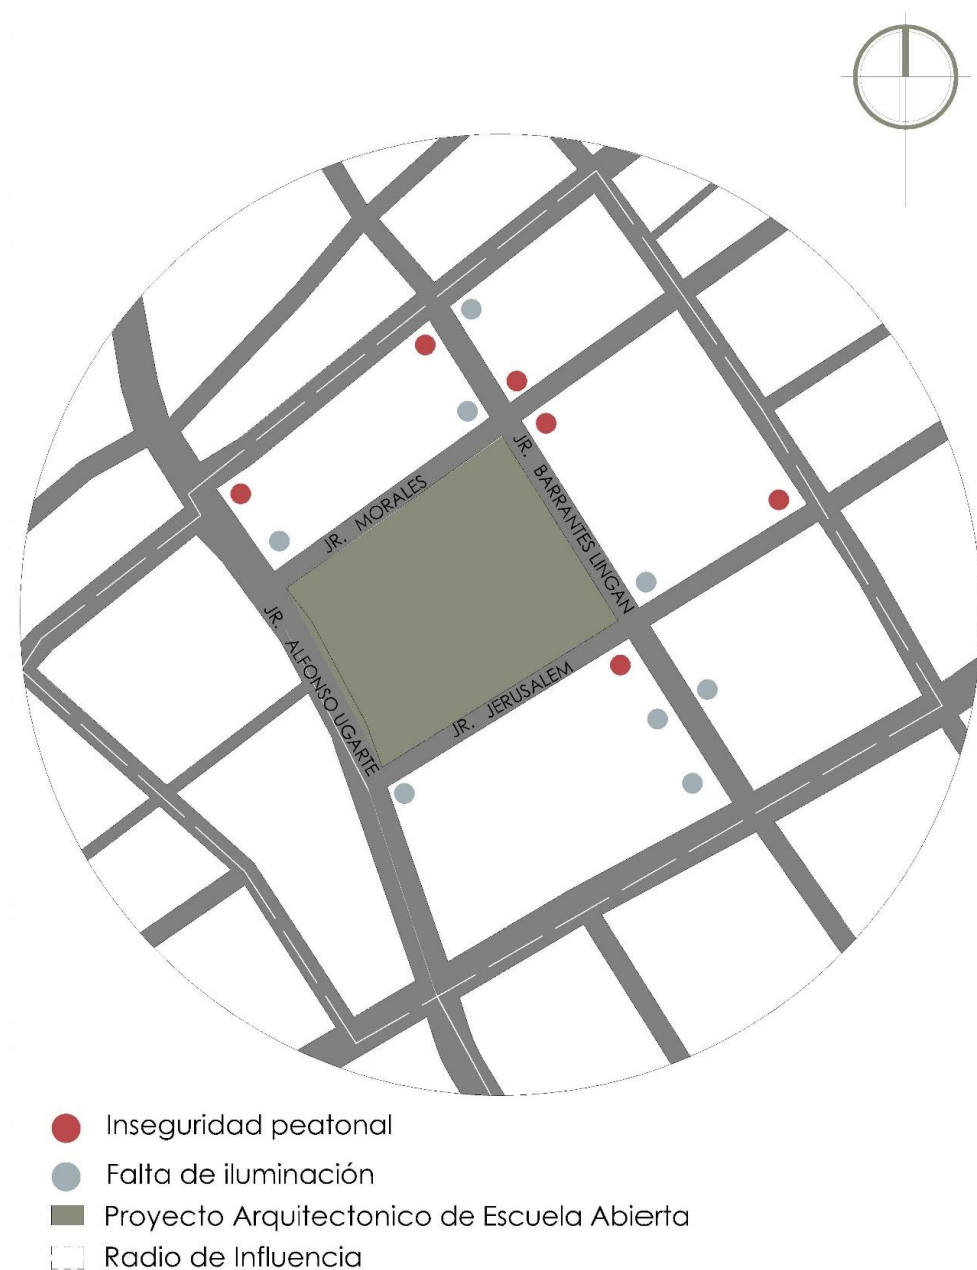 JR. MORALES
JR. BARRANTES LINGAN
JR. ALFONSO UGARTE
JR. JERUSALEM
Inseguridad peatonal
Falta de iluminación
Proyecto Arquitectonico de Escuela Abierta
Radio de Influencia